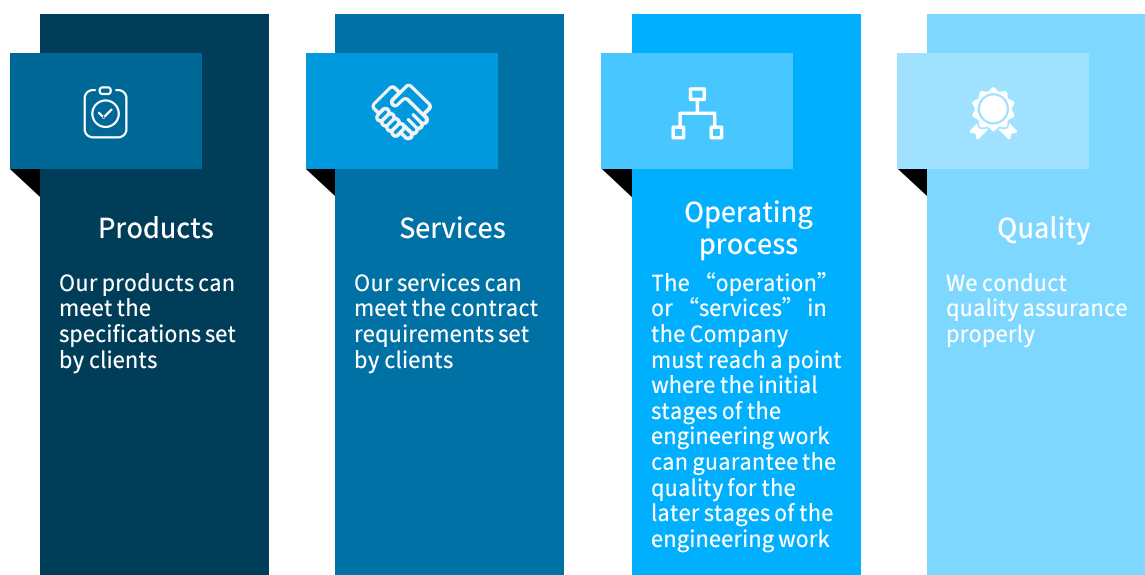 Products
Our products can
meet the
specifications set
by clients
Services
Our services can
meet the contract
requirements set
by clients
Operating
process
The “operation”
or “services” in
the Company
must reach a point
where the initial
stages of the
engineering work
can guarantee the
quality for the
later stages of the
engineering work
Quality
We conduct
quality assurance
properly